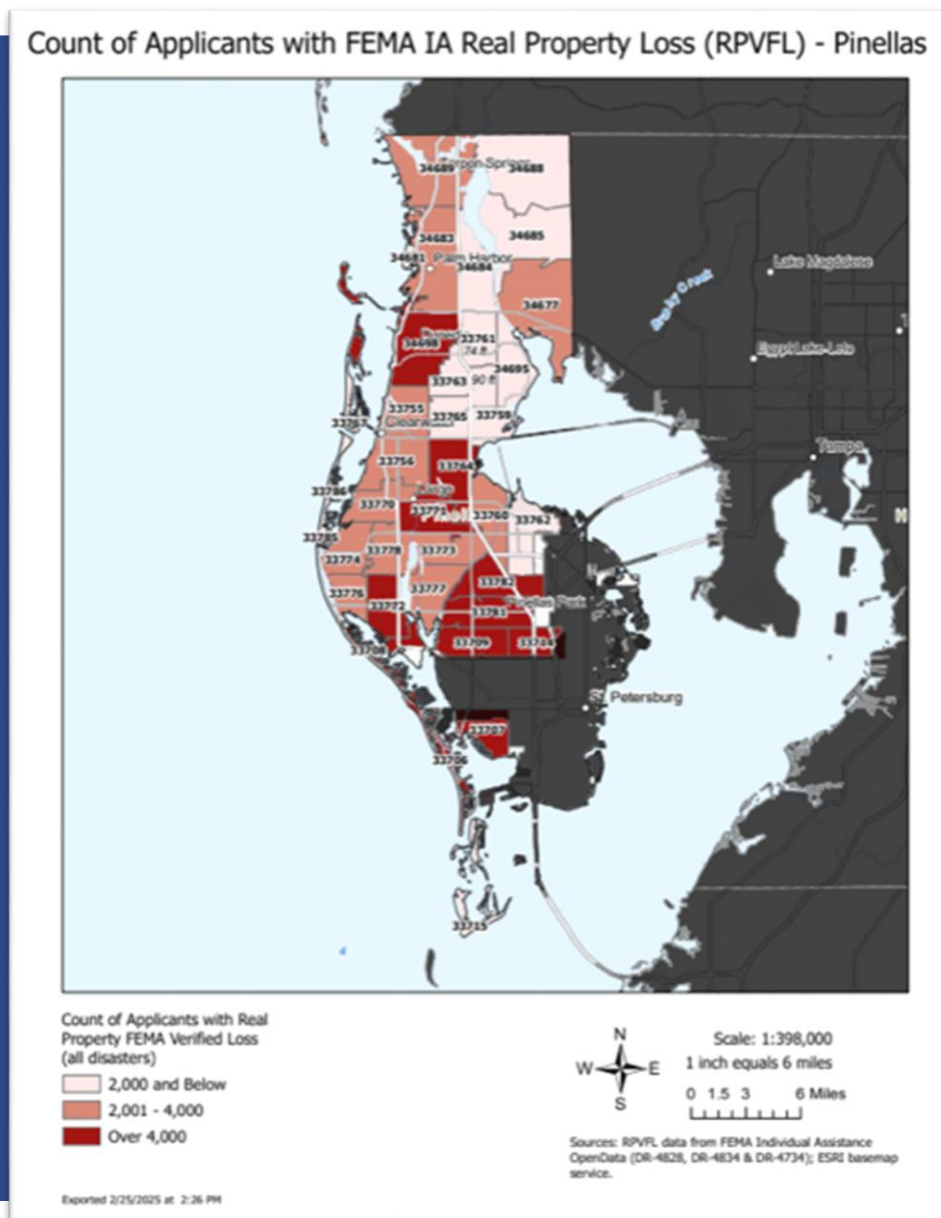 Count of Applicants with FEMA IA Real Property Loss (RPVFL) - Pinellas
34689
34688
34683
34685
34681
Palm Harbor
34684
Lake Magdalene
34677
34698
33761
74 ft
Egypt Lake-Leto
34695
33763
90 ft
33755
33765
33759
33767
Tampa
33756
33764
33786
Largo
33770
33771
33760
33762
33785
33774
33778
33773
33782
33776
33777
33772
Pinellas Park
33781
33709
33714
33708
Petersburg
33707
33706
33715
Count of Applicants with Real
Property FEMA Verified Loss
(all disasters)
2,000 and Below
2,001 - 4,000
Over 4,000
N
W
E
S
Scale: 1:398,000
1 inch equals 6 miles
0 1.5 3 6 Miles
Sources: RPVFL data from FEMA Individual Assistance
OpenData (DR-4828, DR-4834 & DR-4734); ESRI basemap
service.
Exported 2/25/2025 at 2:26 PM